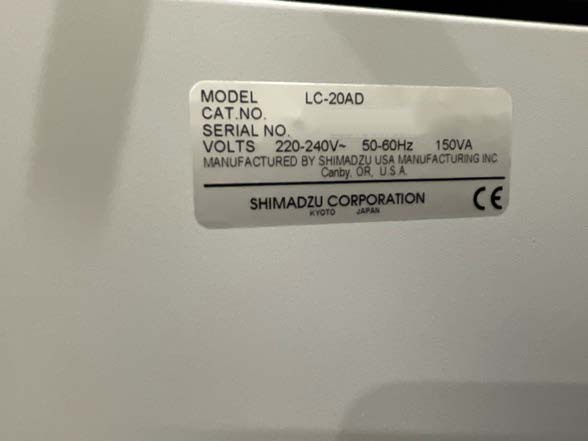 MODEL LC-20AD
CAT.NO.
SERIAL NO.
VOLTS 220-240V~ 50-60Hz 150VA
MANUFACTURED BY SHIMADZU USA MANUFACTURING INC
Canby, OR, U.S.A.
SHIMADZU CORPORATION
KYOTO JAPAN
CE